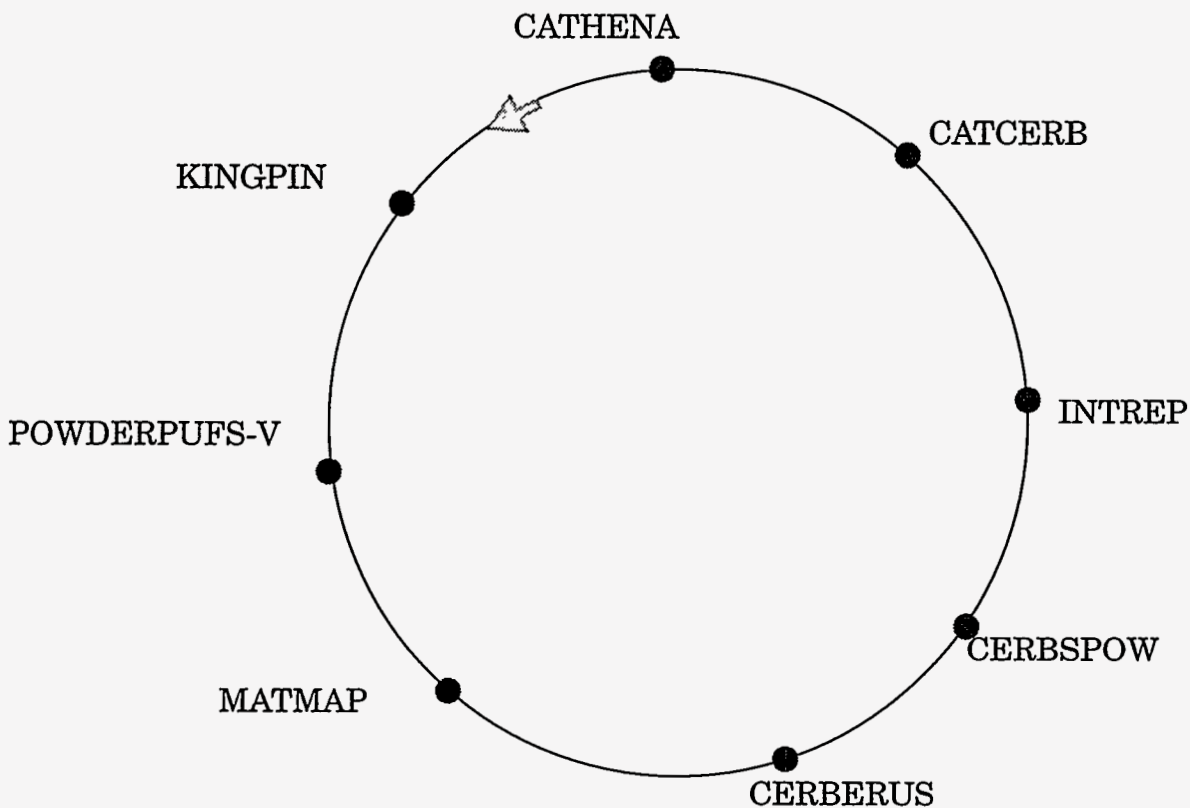 CATHENA
CATCERB
KINGPIN
INTREP
POWDERPUFS-V
CERBSPOW
MATMAP
CERBERUS